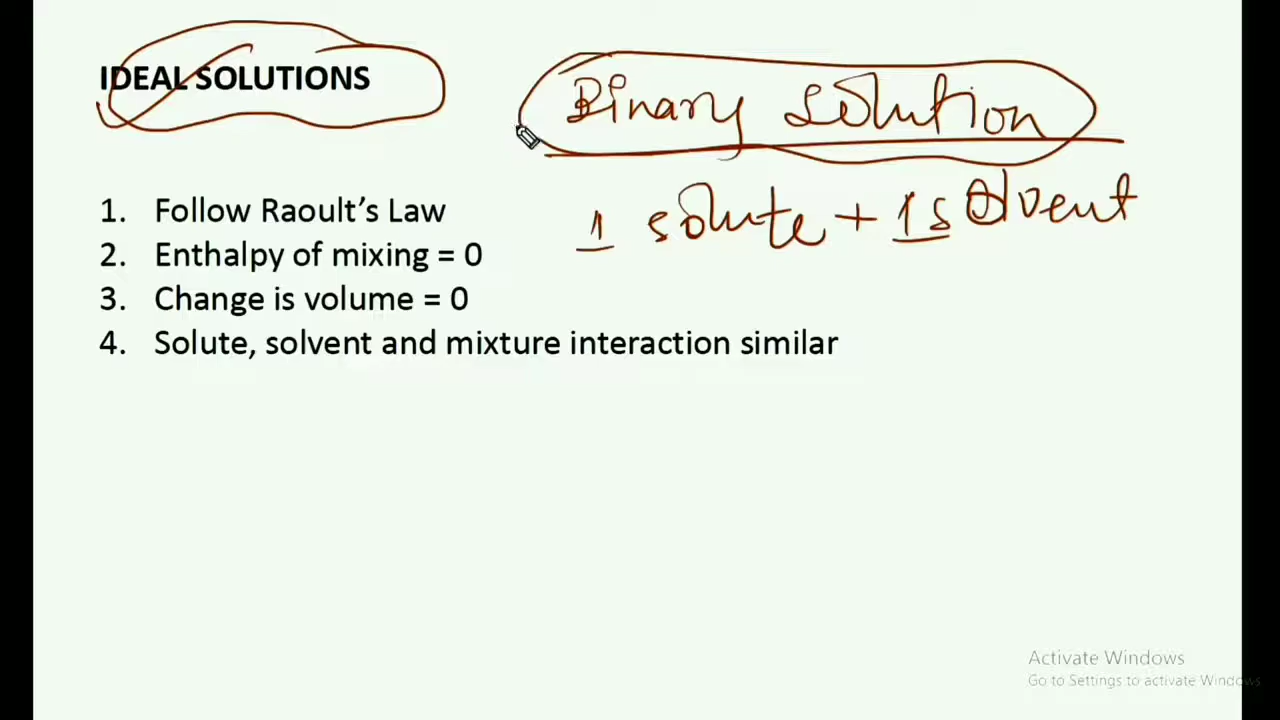 IDEAL SOLUTIONS
Binary solution
1 solute + 1 solvent
1. Follow Raoult's Law
2. Enthalpy of mixing = 0
3. Change is volume = 0
4. Solute, solvent and mixture interaction similar
Activate Windows
Go to Settings to activate Windows